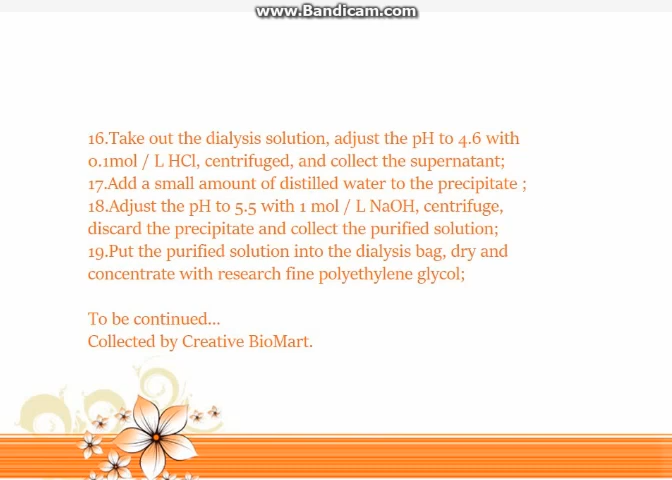 www.Bandicam.com
16.Take out the dialysis solution, adjust the pH to 4.6 with
0.1mol / L HCl, centrifuged, and collect the supernatant;
17.Add a small amount of distilled water to the precipitate ;
18.Adjust the pH to 5.5 with 1 mol / L NaOH, centrifuge,
discard the precipitate and collect the purified solution;
19.Put the purified solution into the dialysis bag, dry and
concentrate with research fine polyethylene glycol;
To be continued...
Collected by Creative BioMart.